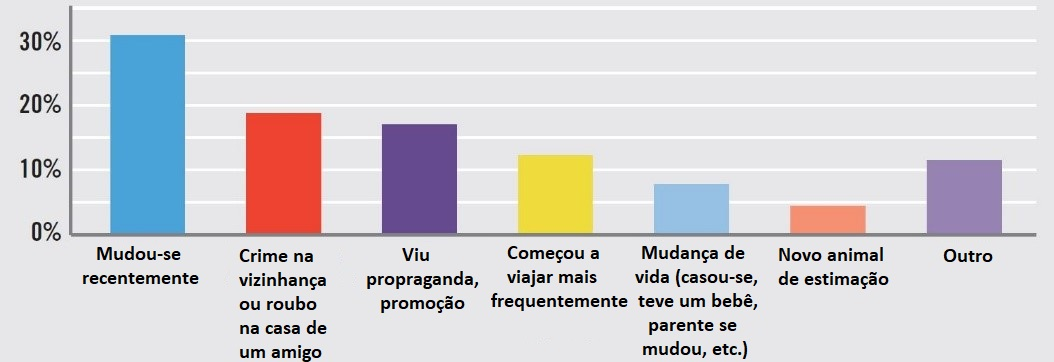 30%
20%
10%
0%
Mudou-se
recentemente
Crime na
vizinhança
ou roubo
na casa de
um amigo
Viu
propraganda,
promoção
Começou a
viajar mais
frequentemente
Mudança de
vida (casou-se,
teve um bebê,
parente se
mudou, etc.)
Novo animal
de estimação
Outro